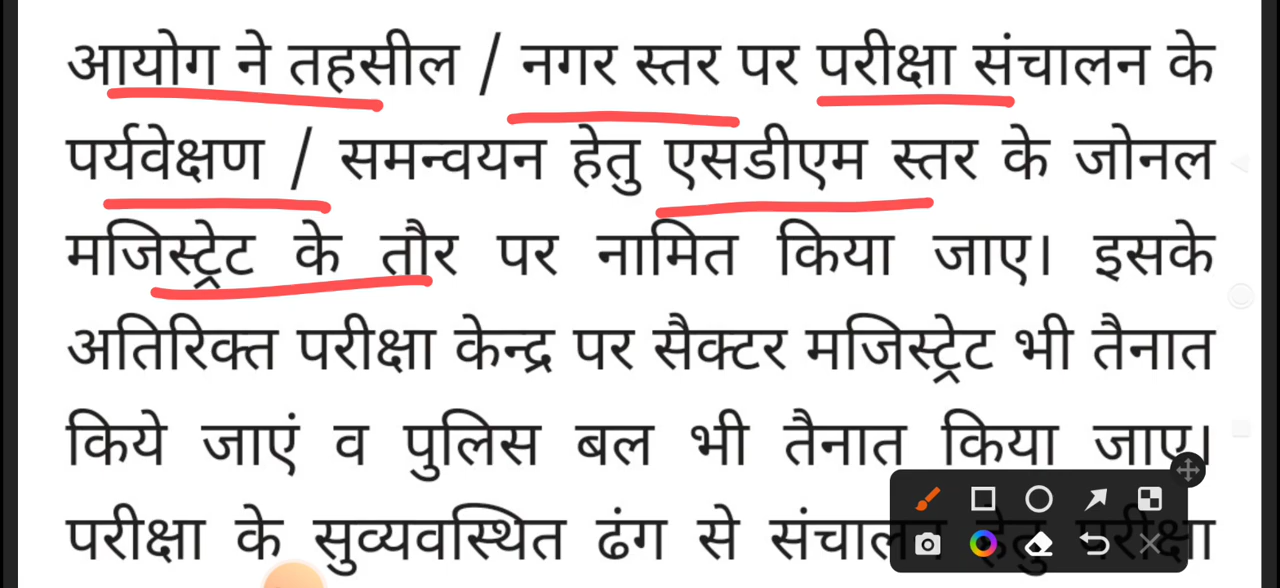 आयोग ने तहसील / नगर स्तर पर परीक्षा संचालन के
पर्यवेक्षण / समन्वयन हेतु एसडीएम स्तर के जोनल
मजिस्ट्रेट के तौर पर नामित किया जाए। इसके
अतिरिक्त परीक्षा केन्द्र पर सैक्टर मजिस्ट्रेट भी तैनात
किये जाएं व पुलिस बल भी तैनात किया जाए।
परीक्षा के सुव्यवस्थित ढंग से संचालन हेतु परीक्षा